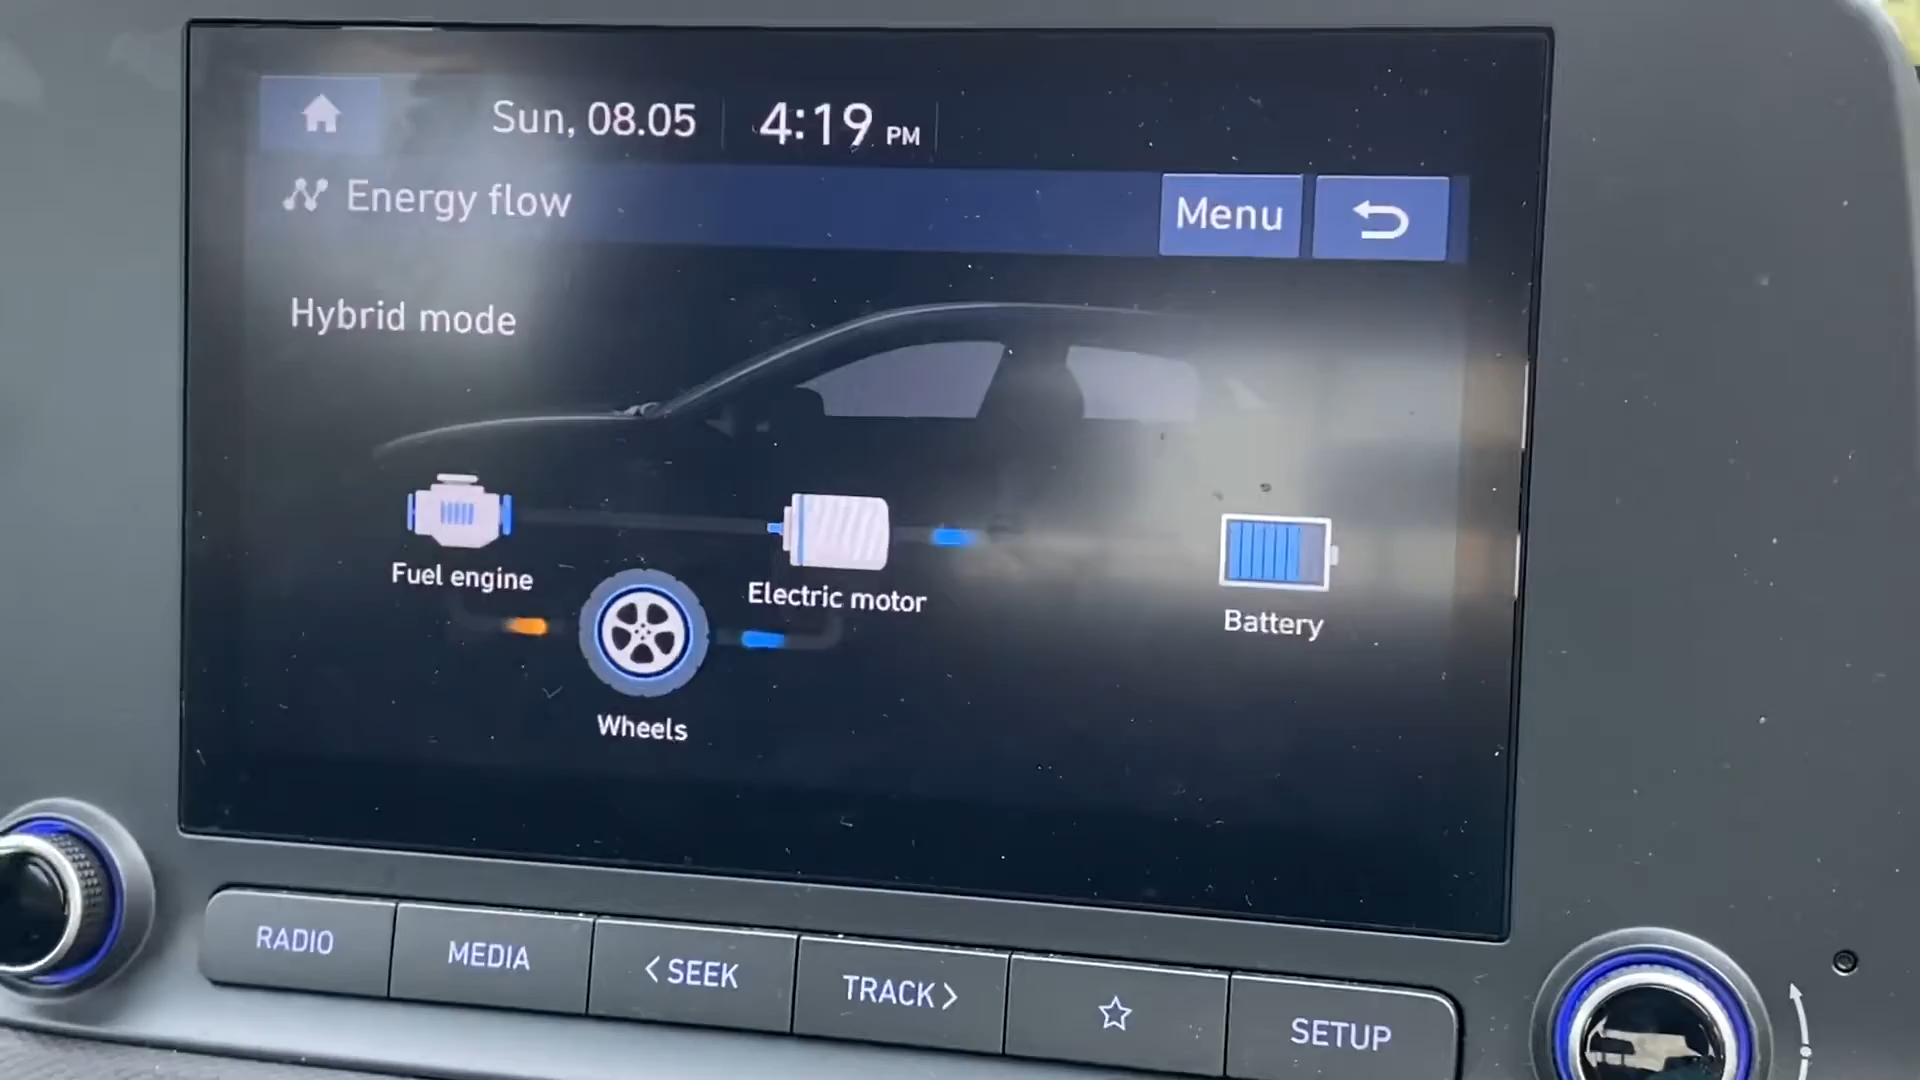 Sun, 08.05 4:19 PM
Energy flow
Menu
Hybrid mode
Fuel engine
Electric motor
Battery
Wheels
RADIO
MEDIA
<SEEK
TRACK>
SETUP